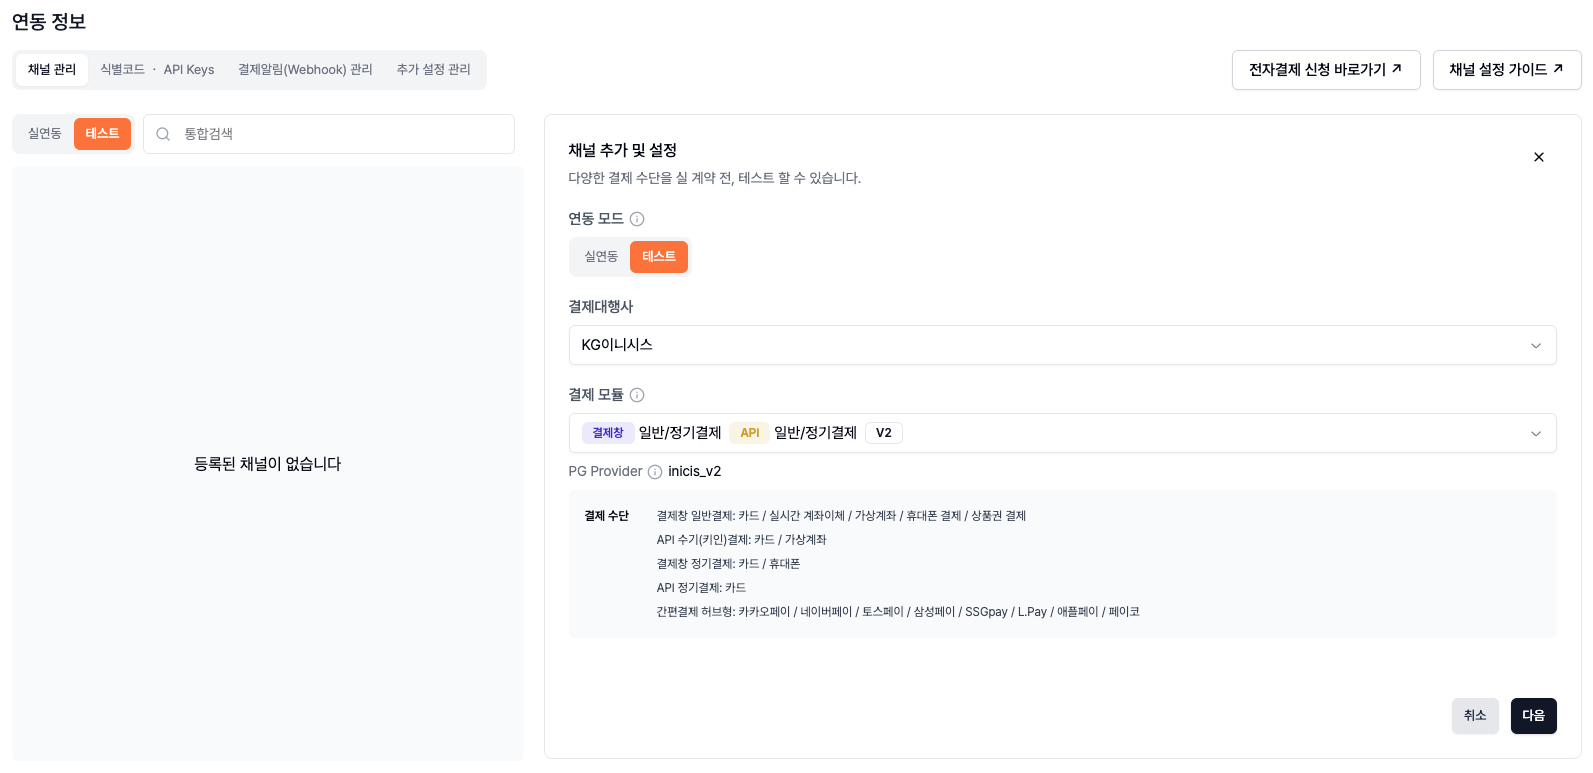 연동 정보
채널 관리 식별코드 · API Keys 결제알림(Webhook) 관리 추가 설정 관리
전자결제 신청 바로가기 ↗ 채널 설정 가이드 ↗
실연동 테스트 통합검색
등록된 채널이 없습니다
채널 추가 및 설정
다양한 결제 수단을 실 계약 전, 테스트 할 수 있습니다.
연동 모드
실연동 테스트
결제대행사
KG이니시스
결제 모듈
결제창 일반/정기결제 API 일반/정기결제 V2
PG Provider inicis_v2
결제 수단 결제창 일반결제: 카드 / 실시간 계좌이체 / 가상계좌 / 휴대폰 결제 / 상품권 결제
API 수기(키인)결제: 카드 / 가상계좌
결제창 정기결제: 카드 / 휴대폰
API 정기결제: 카드
간편결제 허브형: 카카오페이 / 네이버페이 / 토스페이 / 삼성페이 / SSGpay / L.Pay / 애플페이 / 페이코
취소 다음